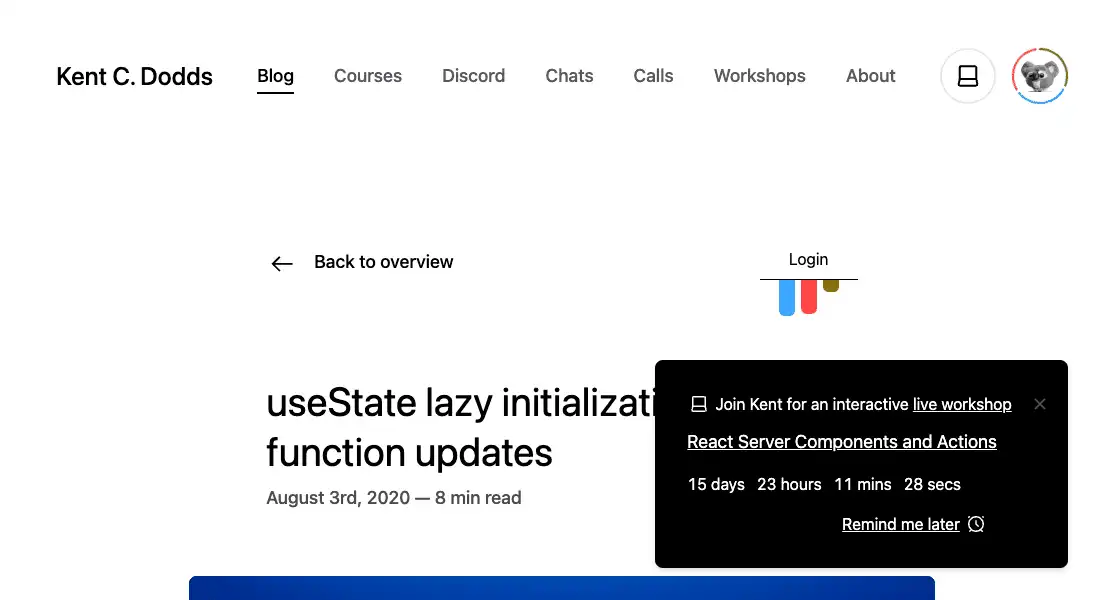 Kent C. Dodds Blog Courses Discord Chats Calls Workshops About
Back to overview
Login
useState lazy
function updates
August 3rd, 2020 — 8 min read
Join Kent for an interactive live workshop
React Server Components and Actions
15 days 23 hours 11 mins 28 secs
Remind me later